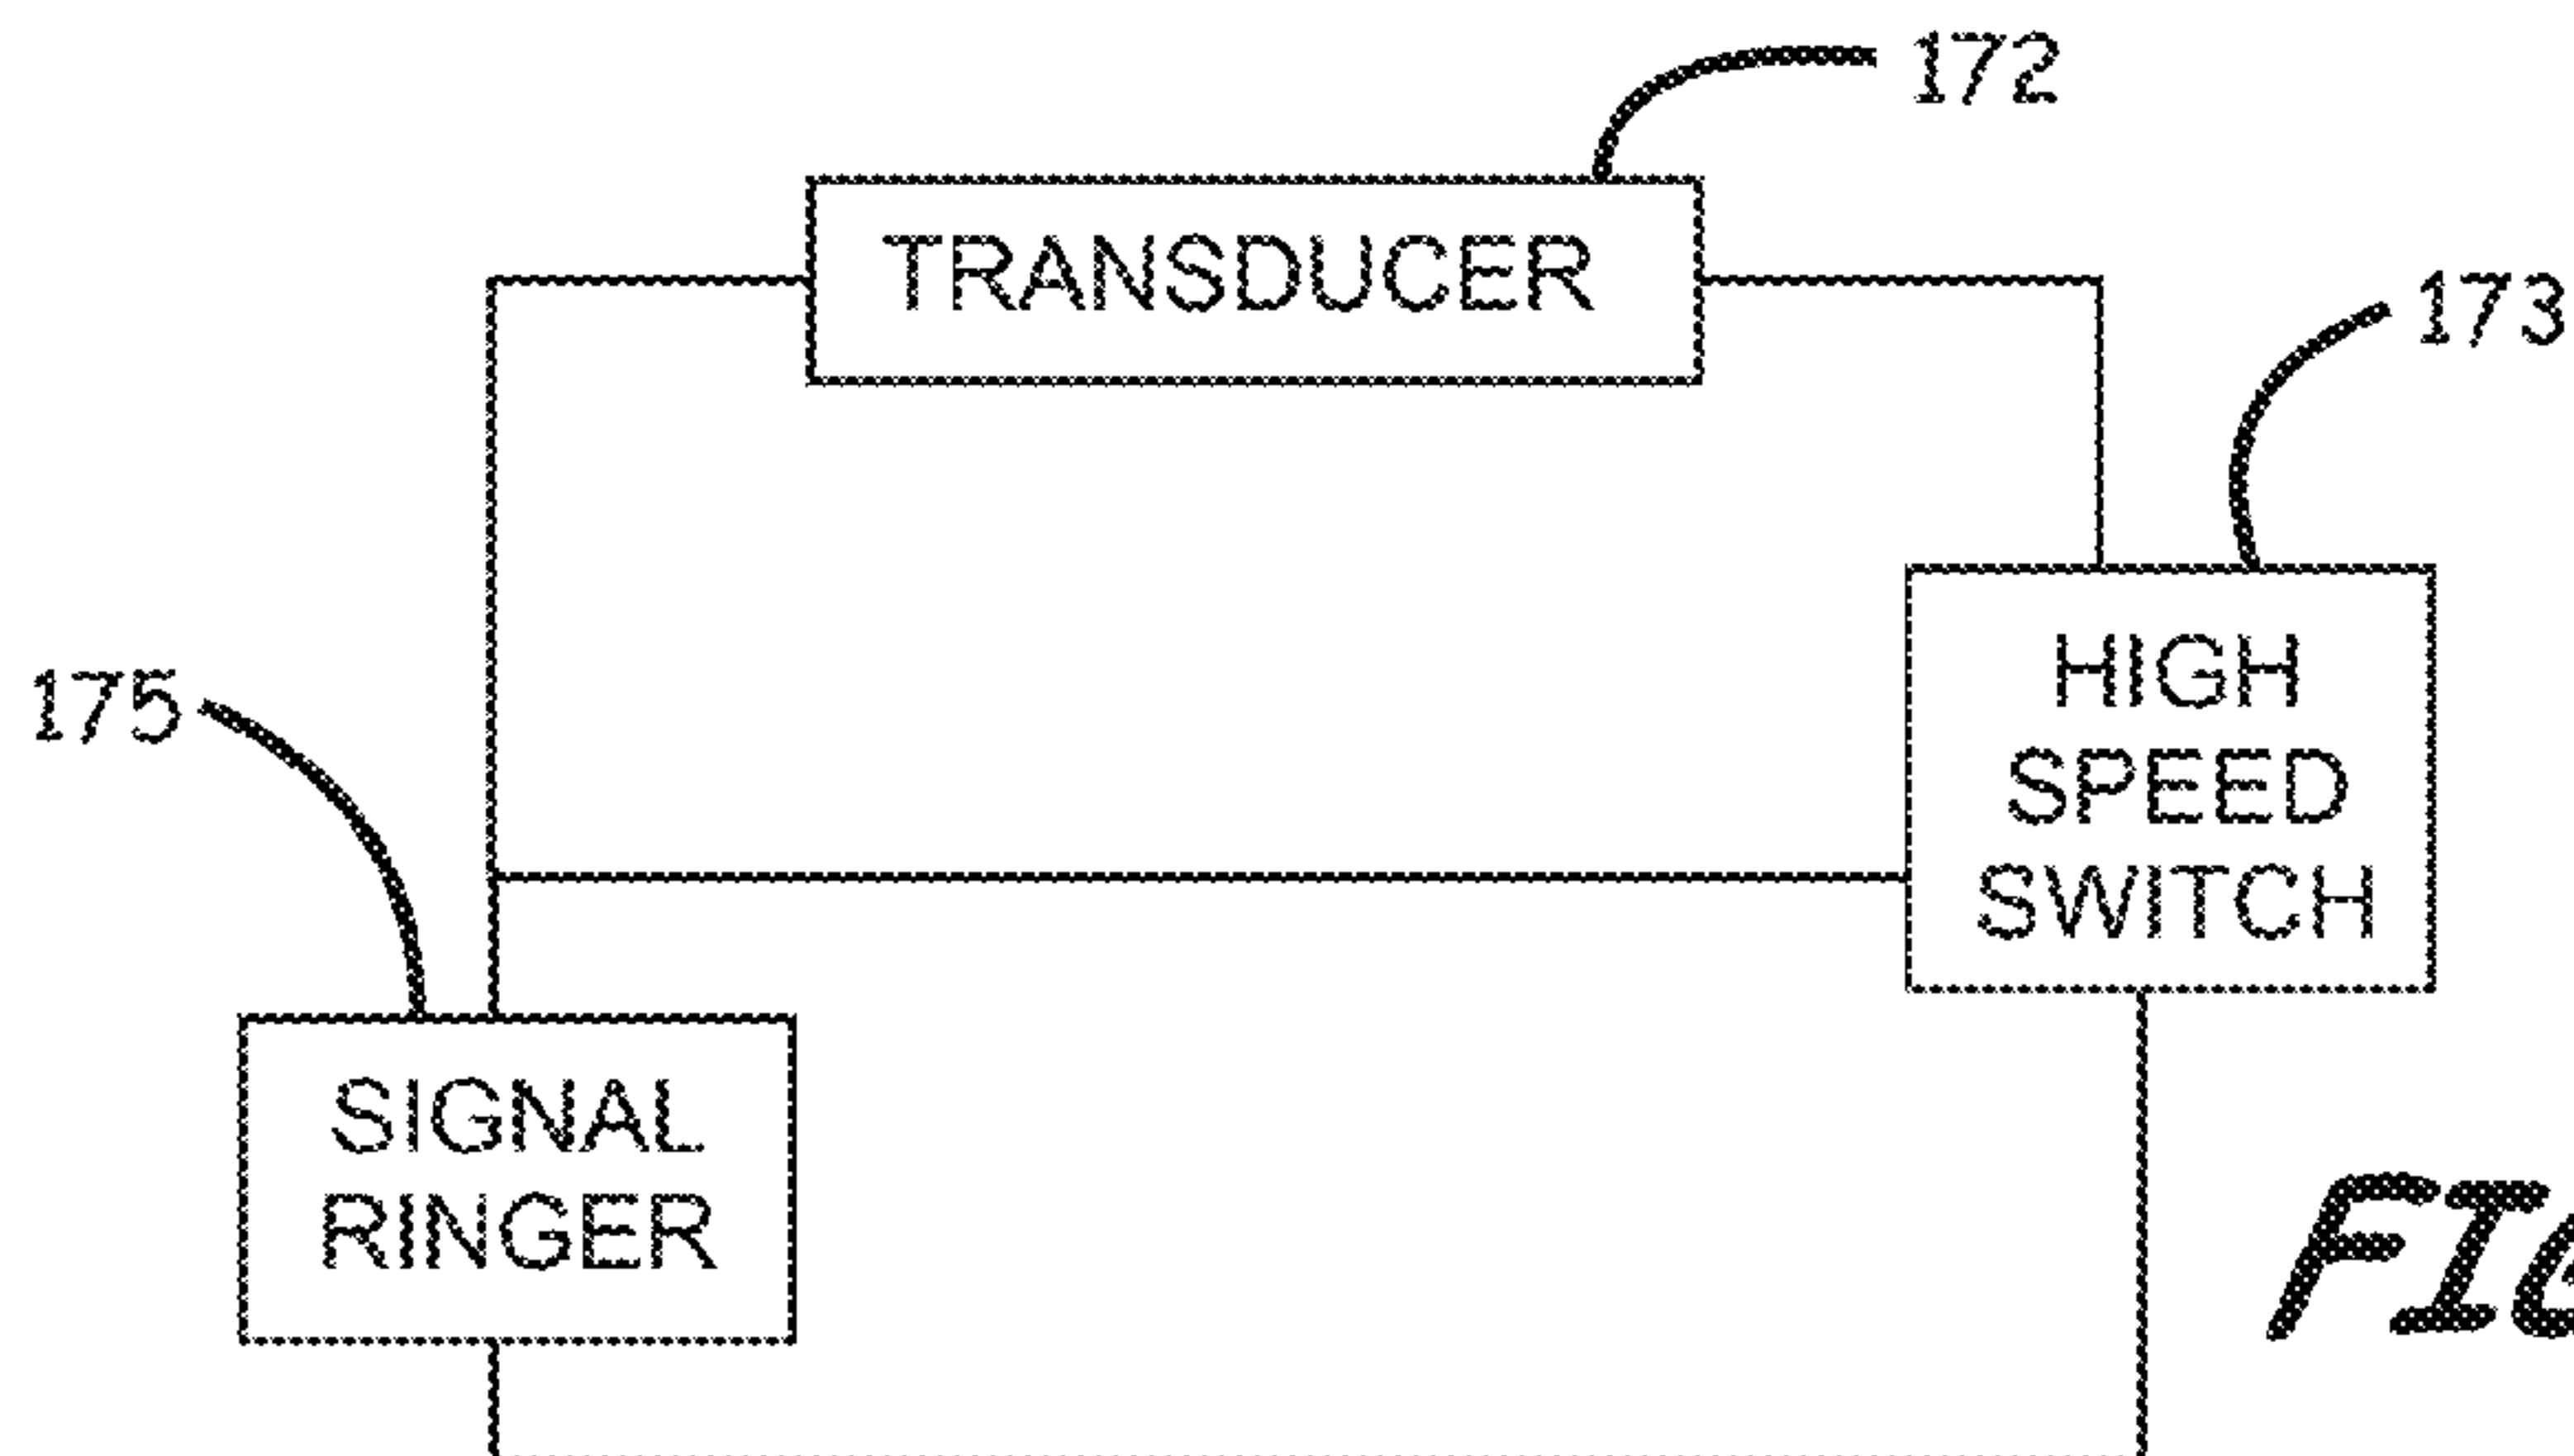 172
TRANSDUCER
173
HIGH
SPEED
SWITCH
175
SIGNAL
RINGER